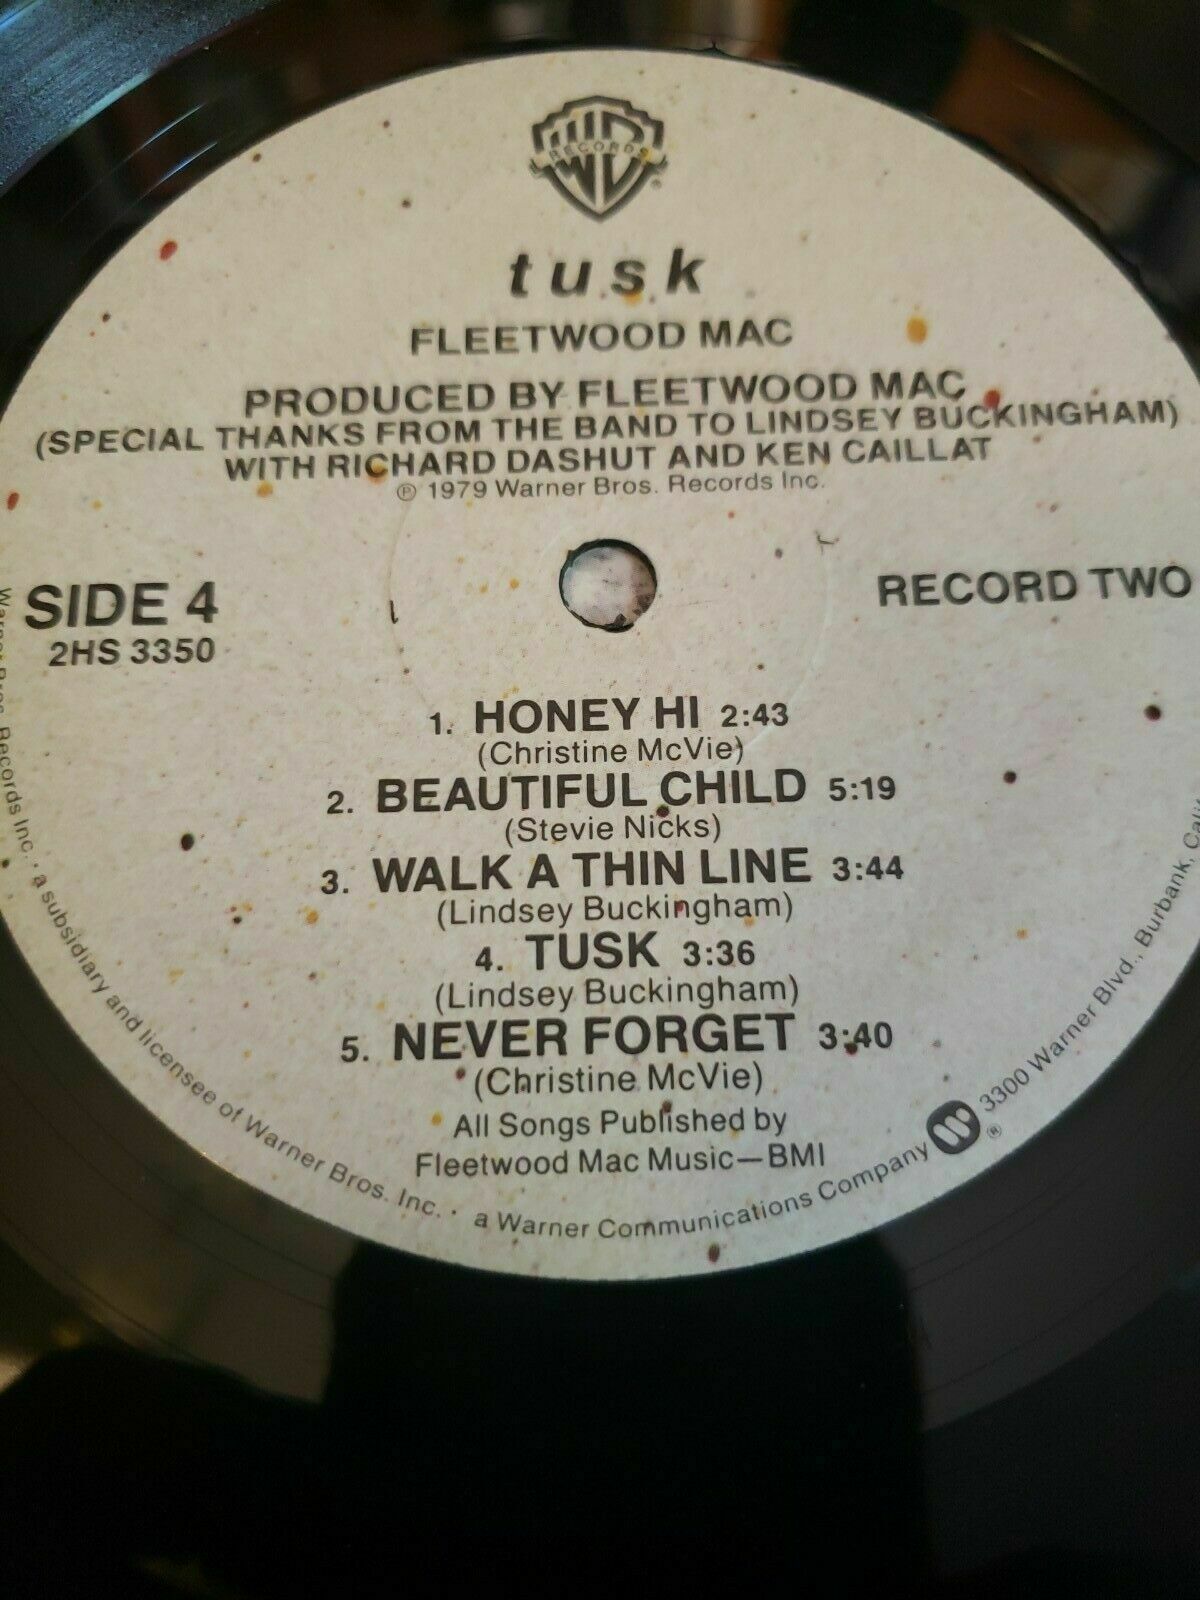 WB RECORDS ®
tusk
FLEETWOOD MAC
PRODUCED BY FLEETWOOD MAC
(SPECIAL THANKS FROM THE BAND TO LINDSEY BUCKINGHAM)
WITH RICHARD DASHUT AND KEN CAILLAT
℗ 1979 Warner Bros. Records Inc.
SIDE 4
2HS 3350
RECORD TWO
1. HONEY HI 2:43
(Christine McVie)
2. BEAUTIFUL CHILD 5:19
(Stevie Nicks)
3. WALK A THIN LINE 3:44
(Lindsey Buckingham)
4. TUSK 3:36
(Lindsey Buckingham)
5. NEVER FORGET 3:40
(Christine McVie)
All Songs Published by
Fleetwood Mac Music—BMI
Warner Bros. Records Inc. · a subsidiary and licensee of Warner Bros. Inc. · a Warner Communications Company ® 3300 Warner Blvd., Burbank,